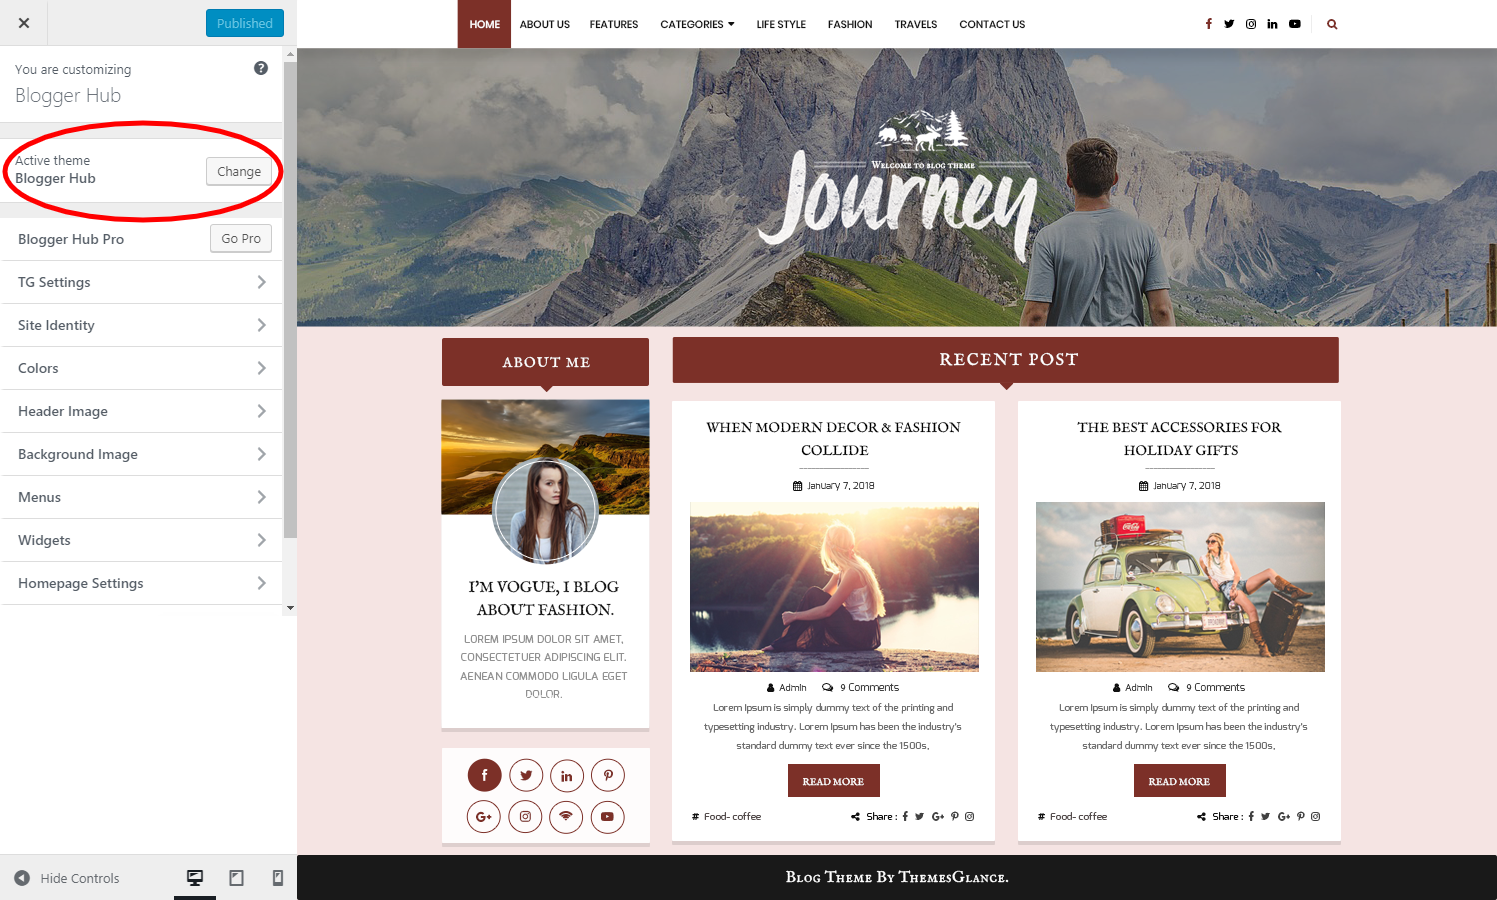 Published
You are customizing
Blogger Hub
Active theme
Blogger Hub
Change
Blogger Hub Pro
Go Pro
TG Settings
Site Identity
Colors
Header Image
Background Image
Menus
Widgets
Homepage Settings
Hide Controls
HOME ABOUT US FEATURES CATEGORIES LIFE STYLE FASHION TRAVELS CONTACT US
WELCOME TO BLOG THEME
Journey
ABOUT ME
I'M VOGUE, I BLOG
ABOUT FASHION.
LOREM IPSUM DOLOR SIT AMET,
CONSECTETUER ADIPISCING ELIT.
AENEAN COMMODO LIGULA EGET
DOLOR.
RECENT POST
WHEN MODERN DECOR & FASHION
COLLIDE
January 7, 2018
Admin 9 Comments
Lorem Ipsum is simply dummy text of the printing and
typesetting industry. Lorem Ipsum has been the industry's
standard dummy text ever since the 1500s,
READ MORE
# Food- coffee Share :
THE BEST ACCESSORIES FOR
HOLIDAY GIFTS
January 7, 2018
Admin 9 Comments
Lorem Ipsum is simply dummy text of the printing and
typesetting industry. Lorem Ipsum has been the industry's
standard dummy text ever since the 1500s,
READ MORE
# Food- coffee Share :
BLOG THEME BY THEMESGLANCE.